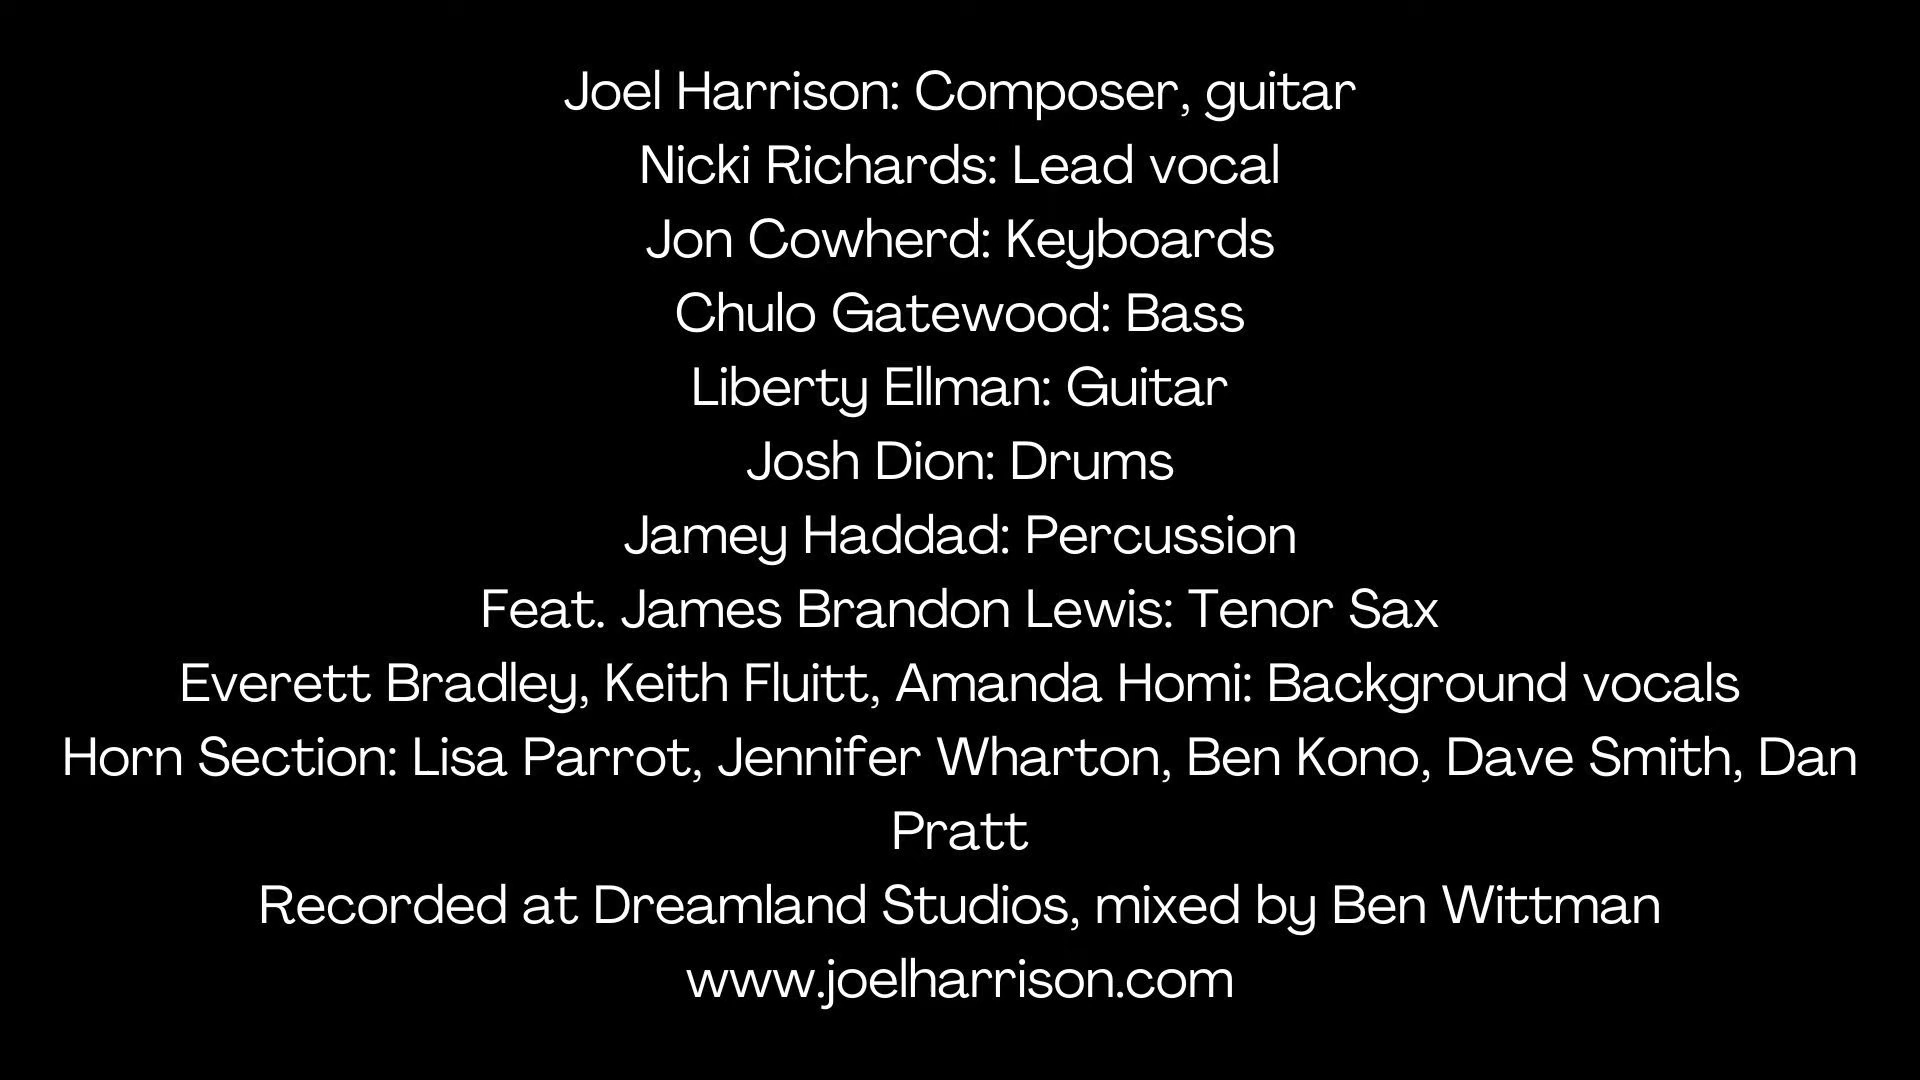 Joel Harrison: Composer, guitar
Nicki Richards: Lead vocal
Jon Cowherd: Keyboards
Chulo Gatewood: Bass
Liberty Ellman: Guitar
Josh Dion: Drums
Jamey Haddad: Percussion
Feat. James Brandon Lewis: Tenor Sax
Everett Bradley, Keith Fluitt, Amanda Homi: Background vocals
Horn Section: Lisa Parrot, Jennifer Wharton, Ben Kono, Dave Smith, Dan
Pratt
Recorded at Dreamland Studios, mixed by Ben Wittman
www.joelharrison.com